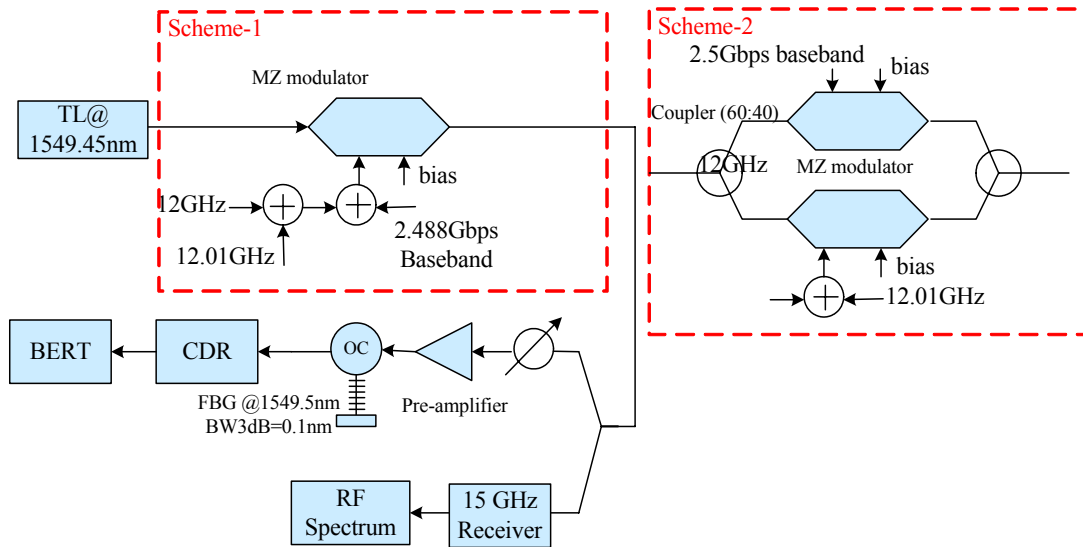 Scheme-1
MZ modulator
TL@
1549.45nm
bias
12GHz
12.01GHz
2.488Gbps
Baseband
Scheme-2
2.5Gbps baseband
bias
Coupler (60:40)
12GHz
MZ modulator
bias
12.01GHz
BERT
CDR
OC
Pre-amplifier
FBG @1549.5nm
BW3dB=0.1nm
RF
Spectrum
15 GHz
Receiver